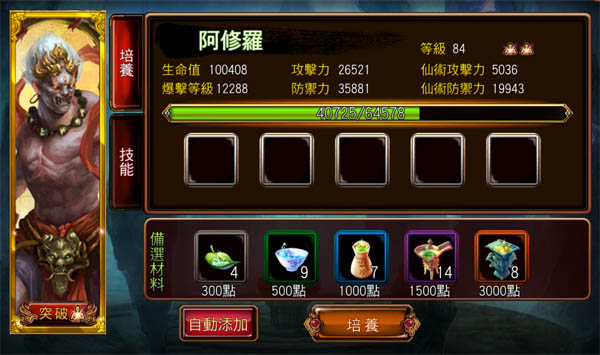 培養
技能
突破
阿修羅
等級 84
生命值 100408 攻擊力 26521 仙術攻擊力 5036
爆擊等級 12288 防禦力 35881 仙術防禦力 19943
40725/64578
備選材料
4 9 7 14 8
300點 500點 1000點 1500點 3000點
自動添加 培養